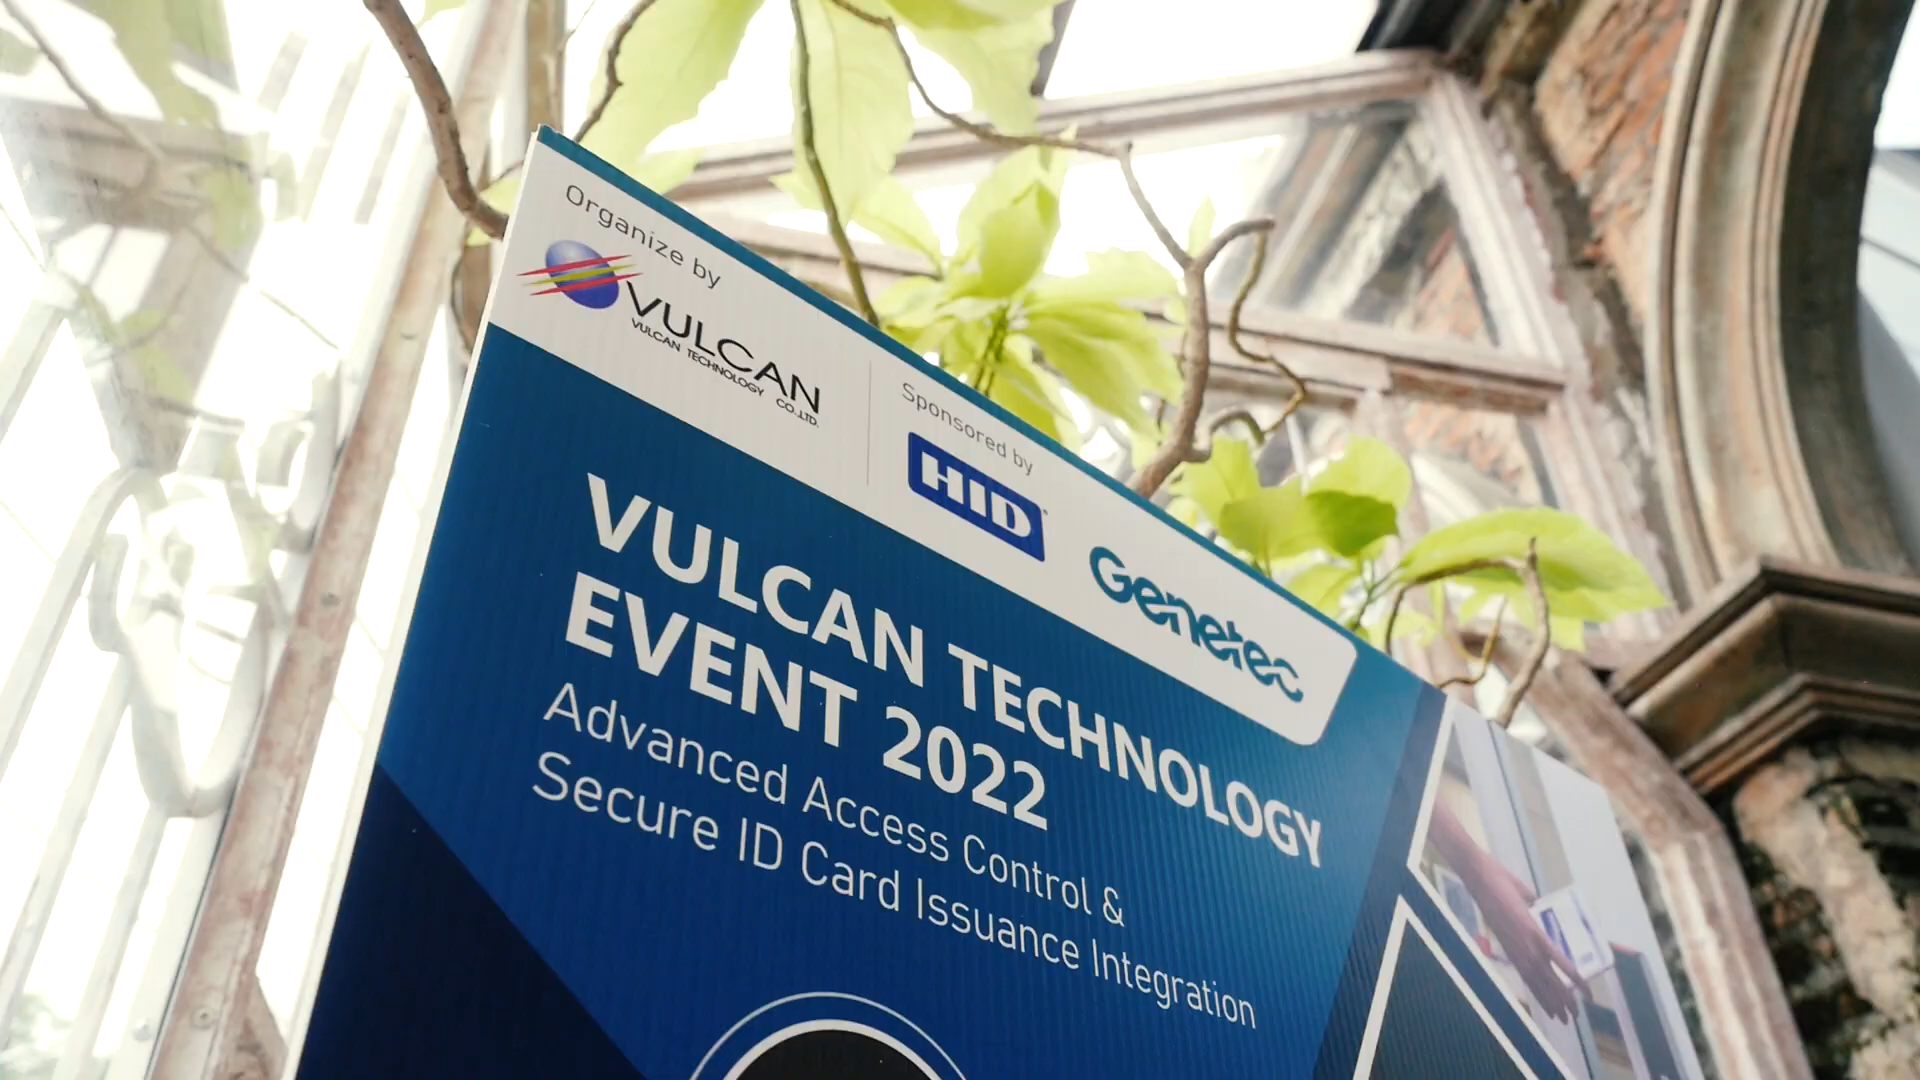 Organize by
VULCAN
VULCAN TECHNOLOGY CO.,LTD.
Sponsored by
HID
Genetec
VULCAN TECHNOLOGY
EVENT 2022
Advanced Access Control &
Secure ID Card Issuance Integration